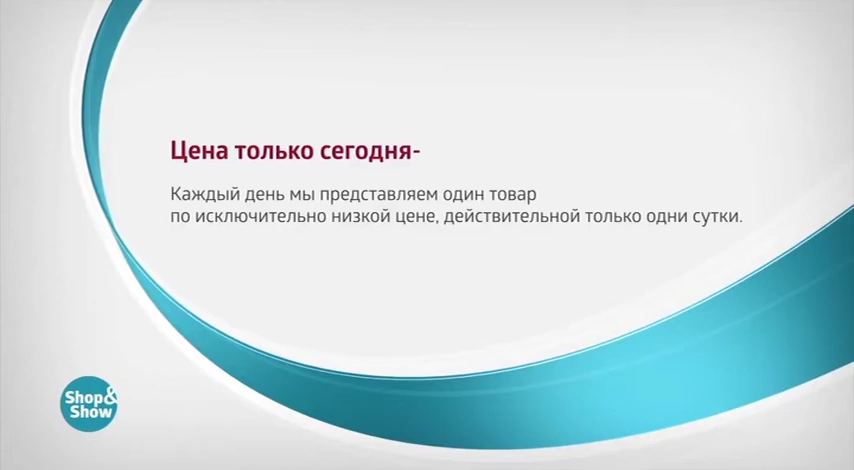 Цена только сегодня-
Каждый день мы представляем один товар
по исключительно низкой цене, действительной только одни сутки.
Shop&
Show